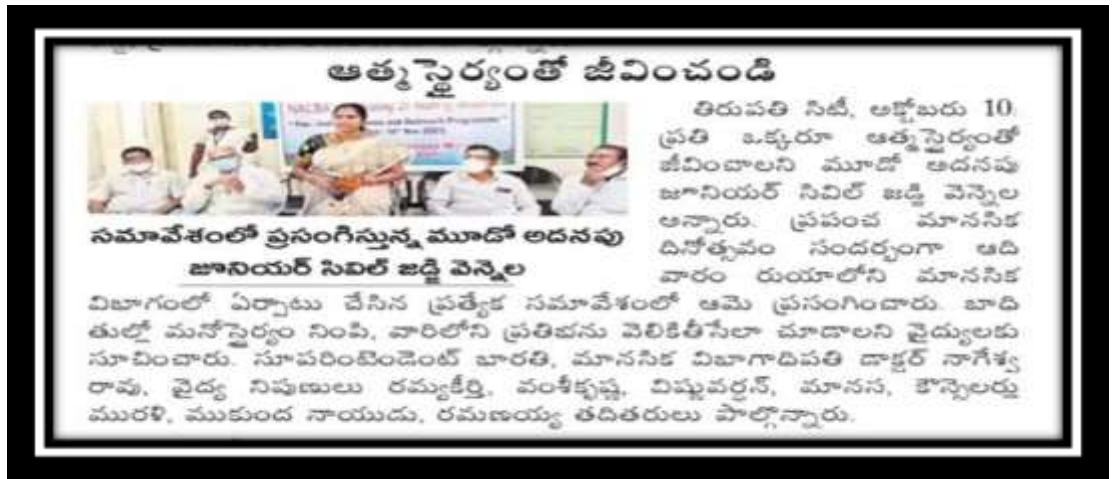 ఆత్మస్థైర్యంతో జీవించండి
తిరుపతి సిటీ, అక్టోబరు 10:
ప్రతి ఒక్కరూ ఆత్మస్థైర్యంతో
జీవించాలని మూడో అదనపు
జూనియర్ సివిల్ జడ్జి వెన్నెల
అన్నారు. ప్రపంచ మానసిక
దినోత్సవం సందర్భంగా ఆది
వారం రుయాలోని మానసిక
సమావేశంలో ప్రసంగిస్తున్న మూడో అదనపు
జూనియర్ సివిల్ జడ్జి వెన్నెల
విభాగంలో ఏర్పాటు చేసిన ప్రత్యేక సమావేశంలో ఆమె ప్రసంగించారు. బాధి
తుల్లో మనోస్థైర్యం నింపి, వారిలోని ప్రతిభను వెలికితీసేలా చూడాలని వైద్యులకు
సూచించారు. సూపరింటెండెంట్ భారతి, మానసిక విభాగాధిపతి డాక్టర్ నాగేశ్వ
రావు, వైద్య నిపుణులు రమ్యకీర్తి, వంశీకృష్ణ, విష్ణువర్ధన్, మానస, కౌన్సెలర్లు
మురళి, ముకుంద నాయుడు, రమణయ్య తదితరులు పాల్గొన్నారు.